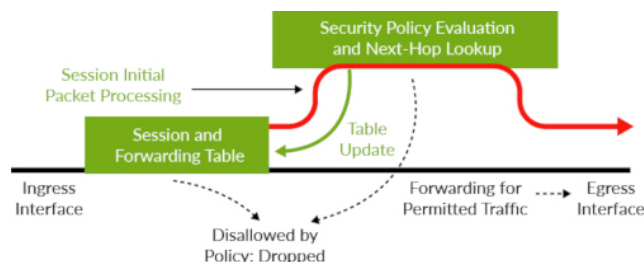 Security Policy Evaluation
and Next-Hop Lookup
Session Initial
Packet Processing
Session and
Forwarding Table
Table
Update
Ingress
Interface
Forwarding for
Permitted Traffic
Egress
Interface
Disallowed by
Policy: Dropped